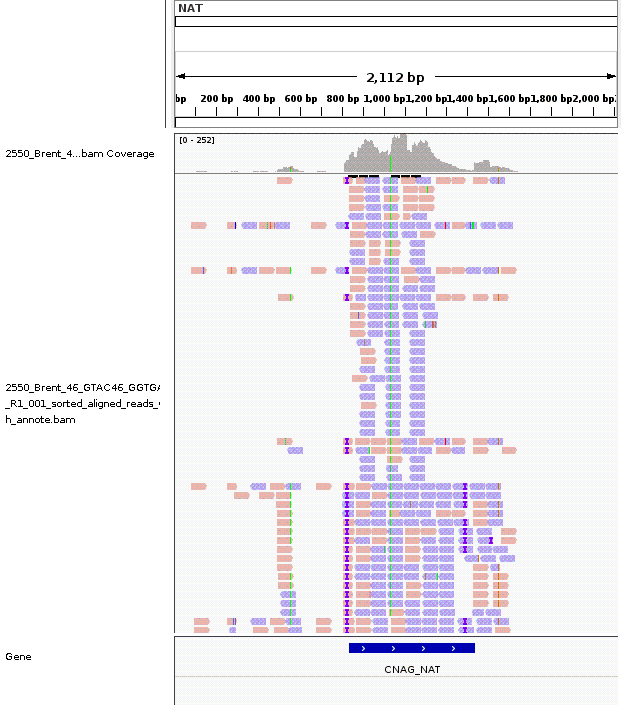 NAT
2,112 bp
bp 200 bp 400 bp 600 bp 800 bp 1,000 bp 1,200 bp 1,400 bp 1,600 bp 1,800 bp 2,000 bp
[0 - 252]
2550_Brent_4...bam Coverage
2550_Brent_46_GTAC46_GGTGA
_R1_001_sorted_aligned_reads_
h_annote.bam
Gene
CNAG_NAT